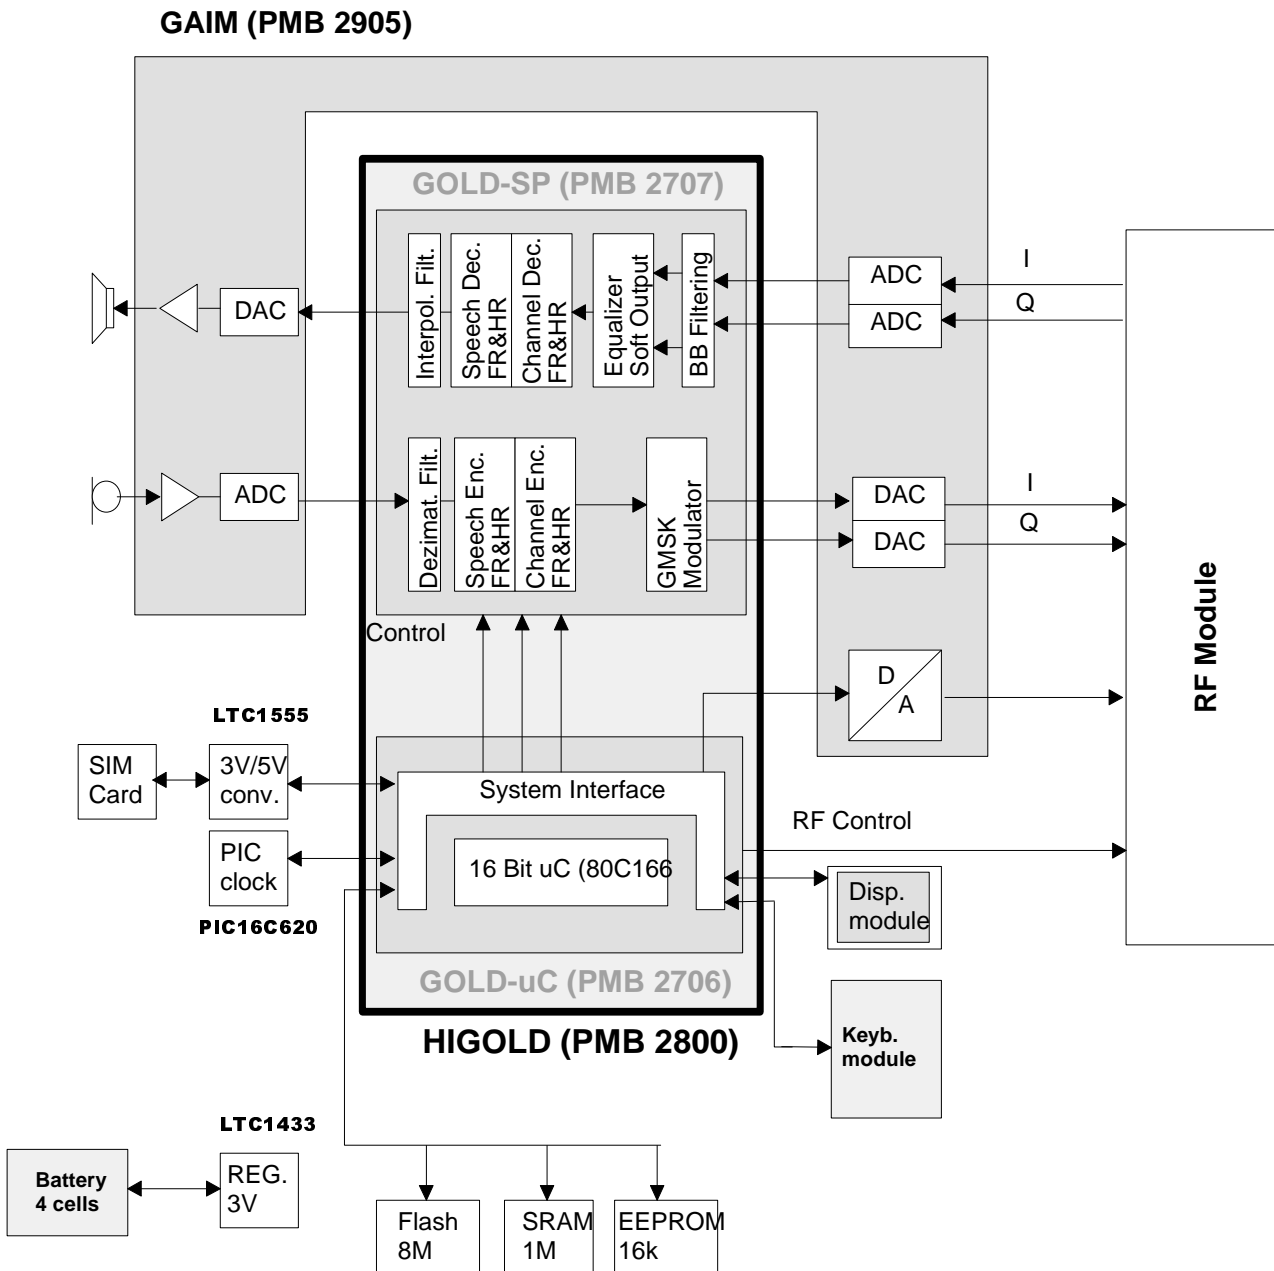 GAIM (PMB 2905)
GOLD-SP (PMB 2707)
Interpol. Filt.
Speech Dec.
FR&HR
Channel Dec.
FR&HR
Equalizer
Soft Output
BB Filtering
DAC
ADC
ADC
I
Q
Dezimat. Filt.
Speech Enc.
FR&HR
Channel Enc.
FR&HR
GMSK
Modulator
ADC
DAC
DAC
I
Q
RF Module
Control
D
A
LTC1555
SIM
Card
3V/5V
conv.
System Interface
RF Control
PIC
clock
16 Bit uC (80C166
Disp.
module
PIC16C620
GOLD-uC (PMB 2706)
HIGOLD (PMB 2800)
Keyb.
module
LTC1433
Battery
4 cells
REG.
3V
Flash
8M
SRAM
1M
EEPROM
16k